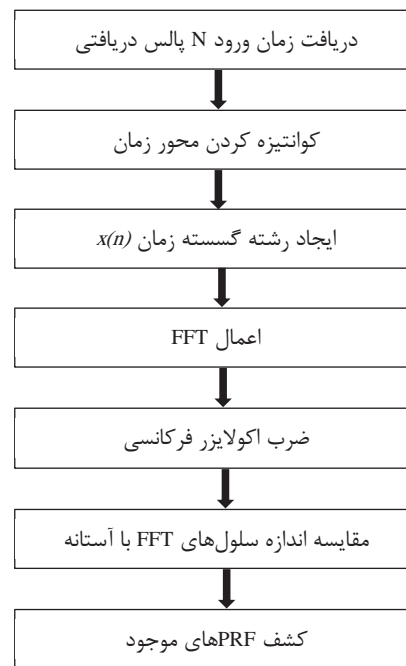 دریافت زمان ورود N پالس دریافتی
کوانتیزه کردن محور زمان
ایجاد رشته گسسته زمان x(n)
اعمال FFT
ضرب اکولایزر فرکانسی
مقایسه اندازه سلول‌های FFT با آستانه
کشف PRFهای موجود